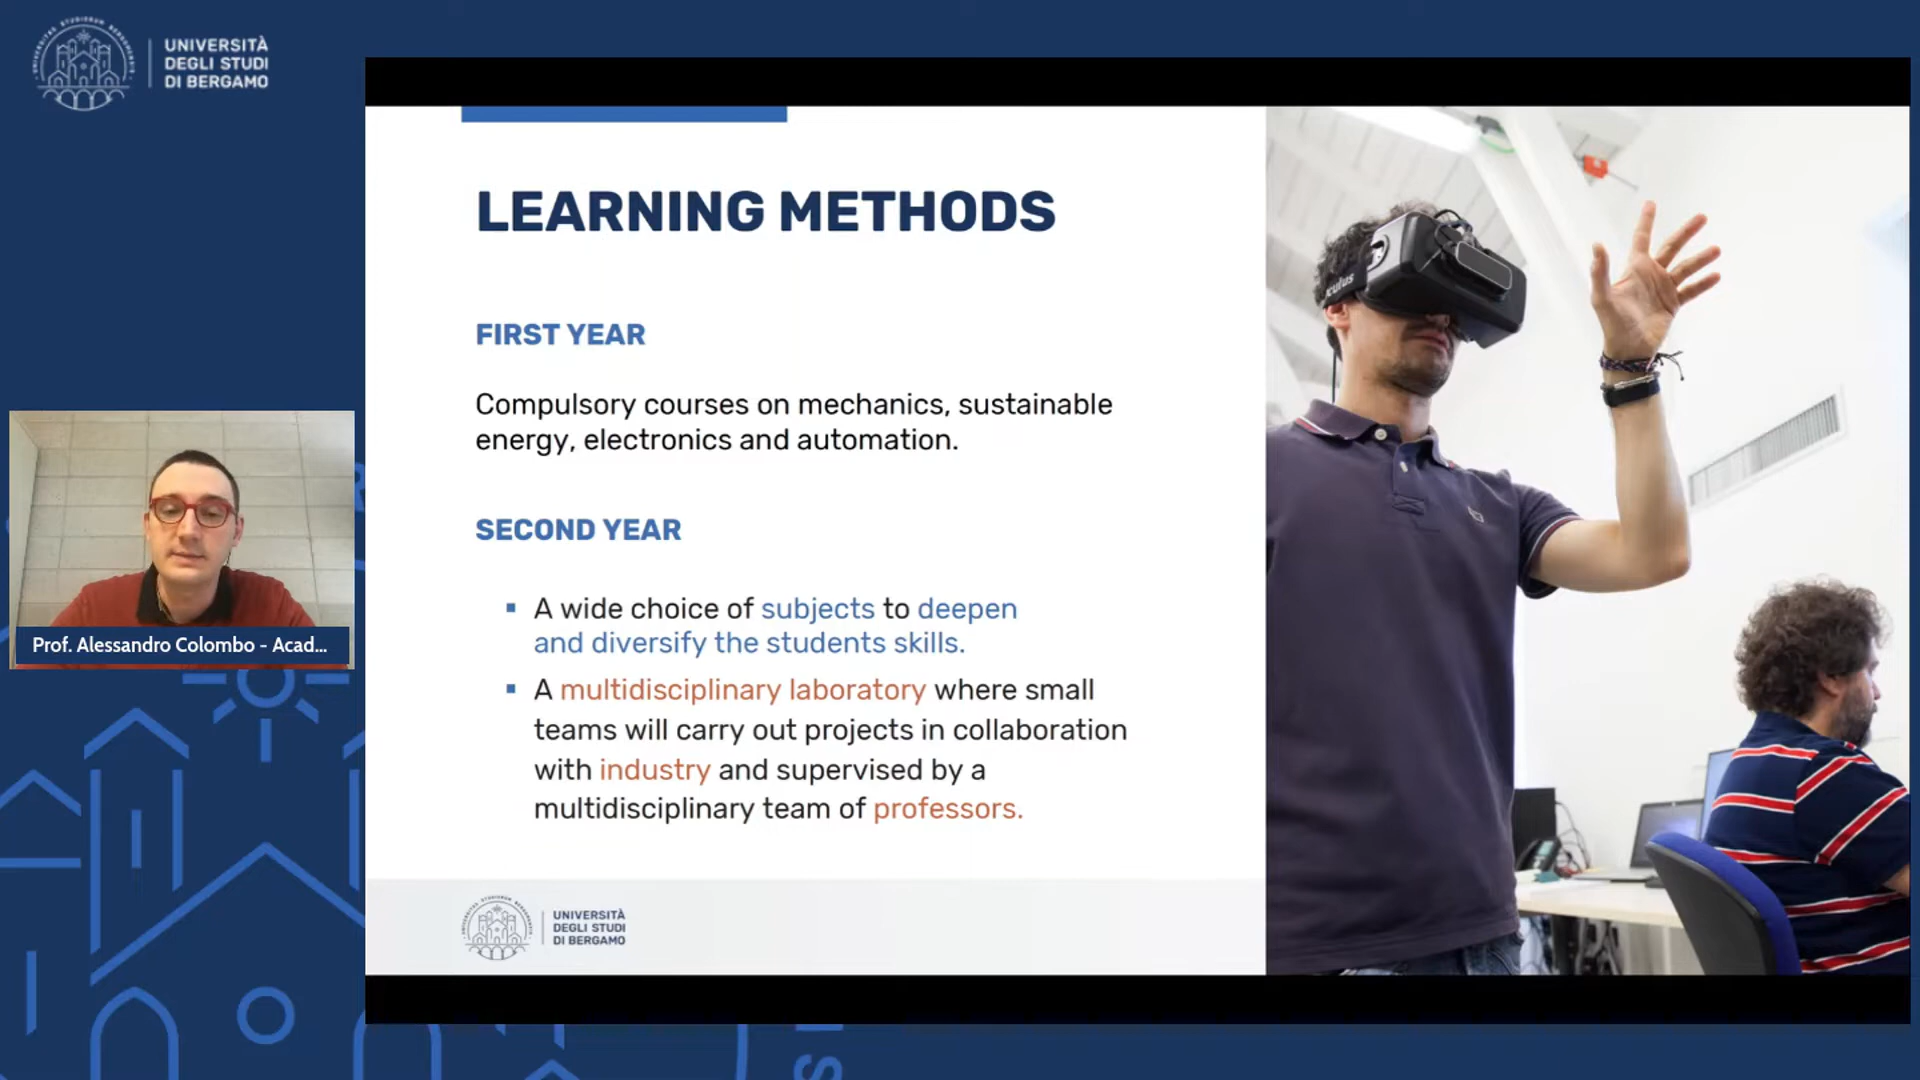 UNIVERSITÀ
DEGLI STUDI
DI BERGAMO
LEARNING METHODS
FIRST YEAR
Compulsory courses on mechanics, sustainable
energy, electronics and automation.
SECOND YEAR
▪ A wide choice of subjects to deepen
and diversify the students skills.
▪ A multidisciplinary laboratory where small
teams will carry out projects in collaboration
with industry and supervised by a
multidisciplinary team of professors.
Prof. Alessandro Colombo - Acad...
UNIVERSITÀ
DEGLI STUDI
DI BERGAMO